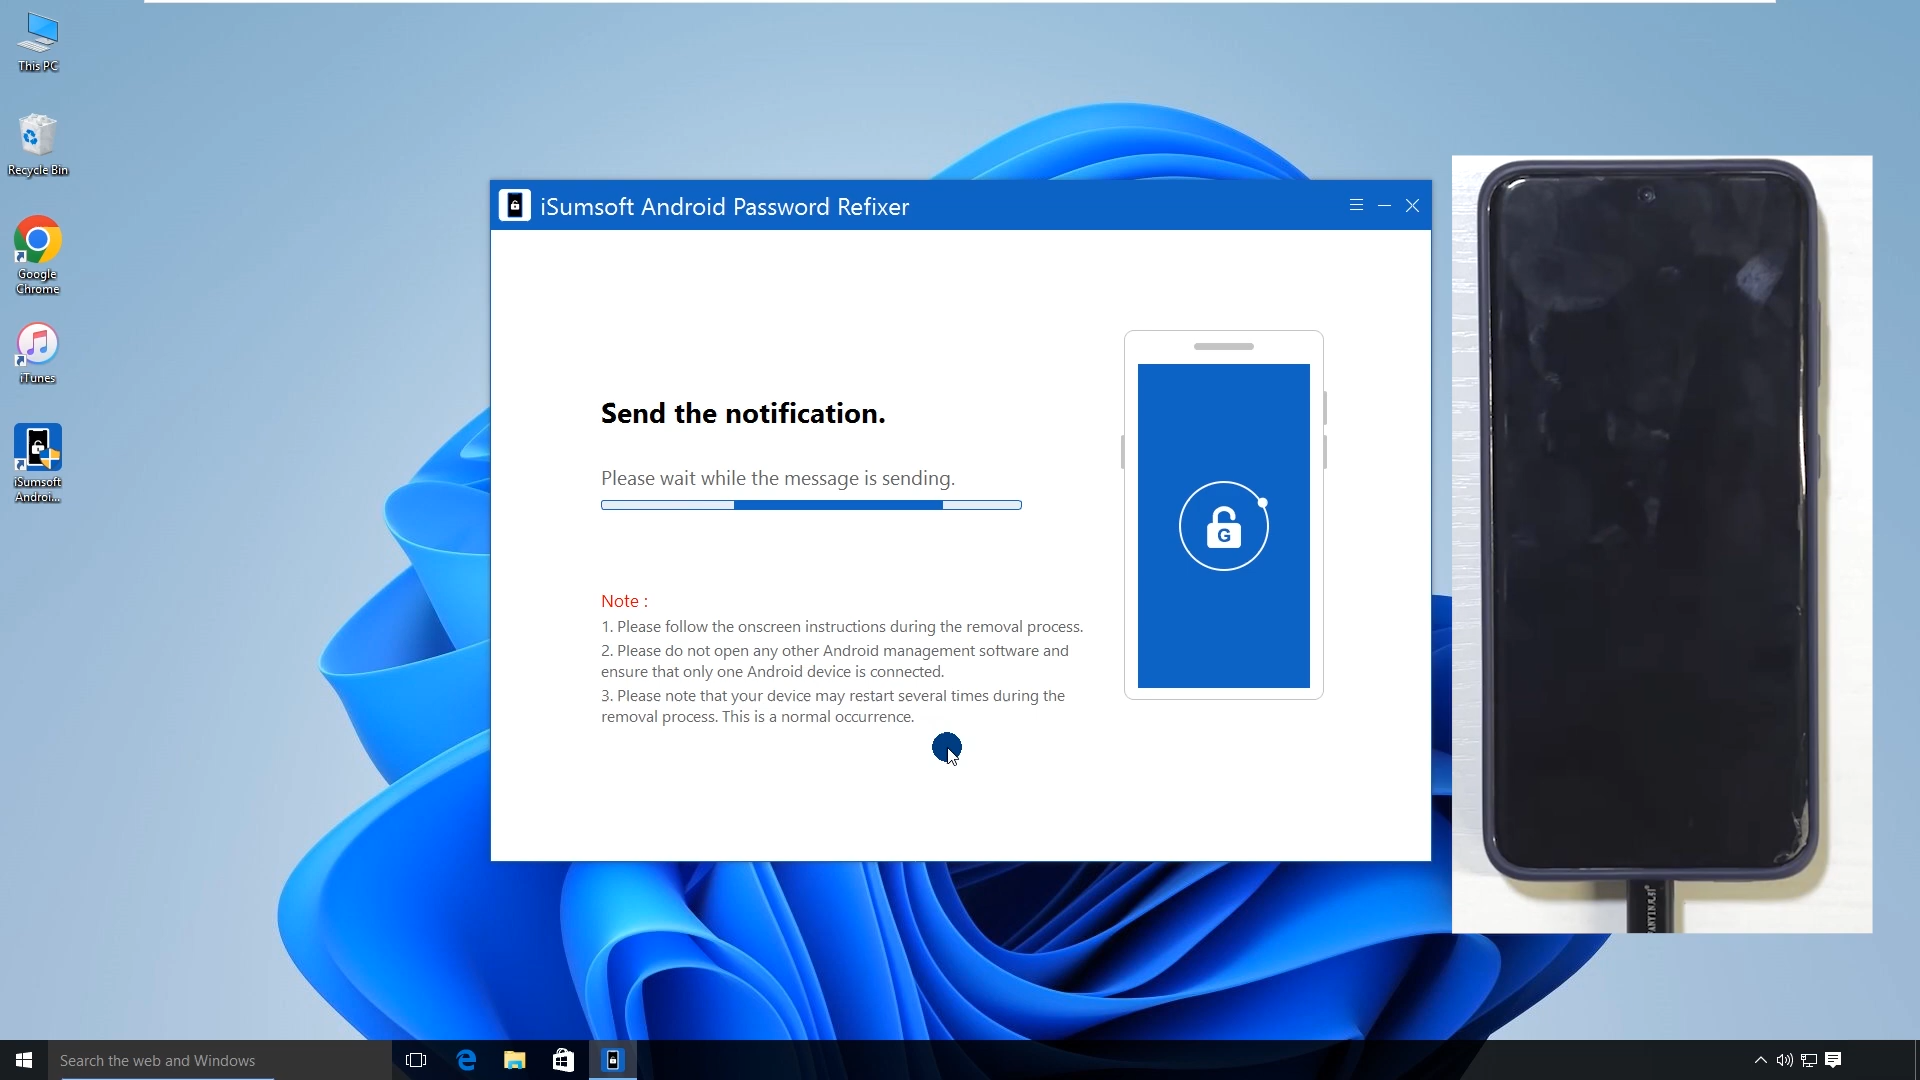 This PC
Recycle Bin
Google
Chrome
iTunes
iSumsoft
Androi...
iSumsoft Android Password Refixer
Send the notification.
Please wait while the message is sending.
Note :
1. Please follow the onscreen instructions during the removal process.
2. Please do not open any other Android management software and
ensure that only one Android device is connected.
3. Please note that your device may restart several times during the
removal process. This is a normal occurrence.
G
Search the web and Windows